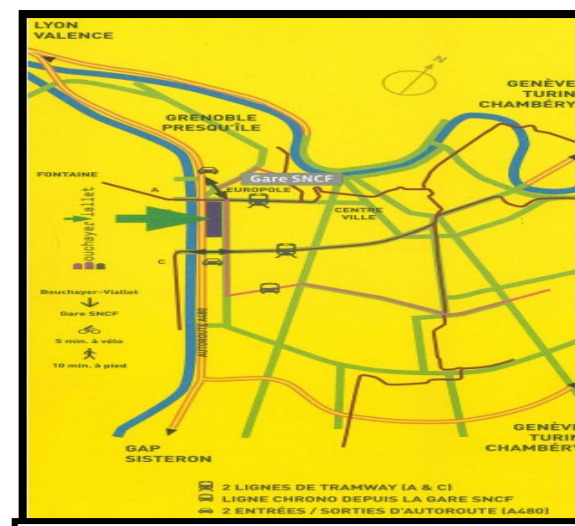 LYON
VALENCE
N
GENÈVE
TURIN
CHAMBÉRY
GRENOBLE
PRESQU'ÎLE
FONTAINE
Gare SNCF
EUROPOLE
A
CENTRE
VILLE
ouchayer-Viallet
C
Bouchayer-Viallet
Gare SNCF
5 min. à vélo
10 min. à pied
AUTOROUTE A480
GAP
SISTERON
GENÈV
TURIN
CHAMBÉRY
2 LIGNES DE TRAMWAY (A & C)
LIGNE CHRONO DEPUIS LA GARE SNCF
2 ENTRÉES / SORTIES D'AUTOROUTE (A480)